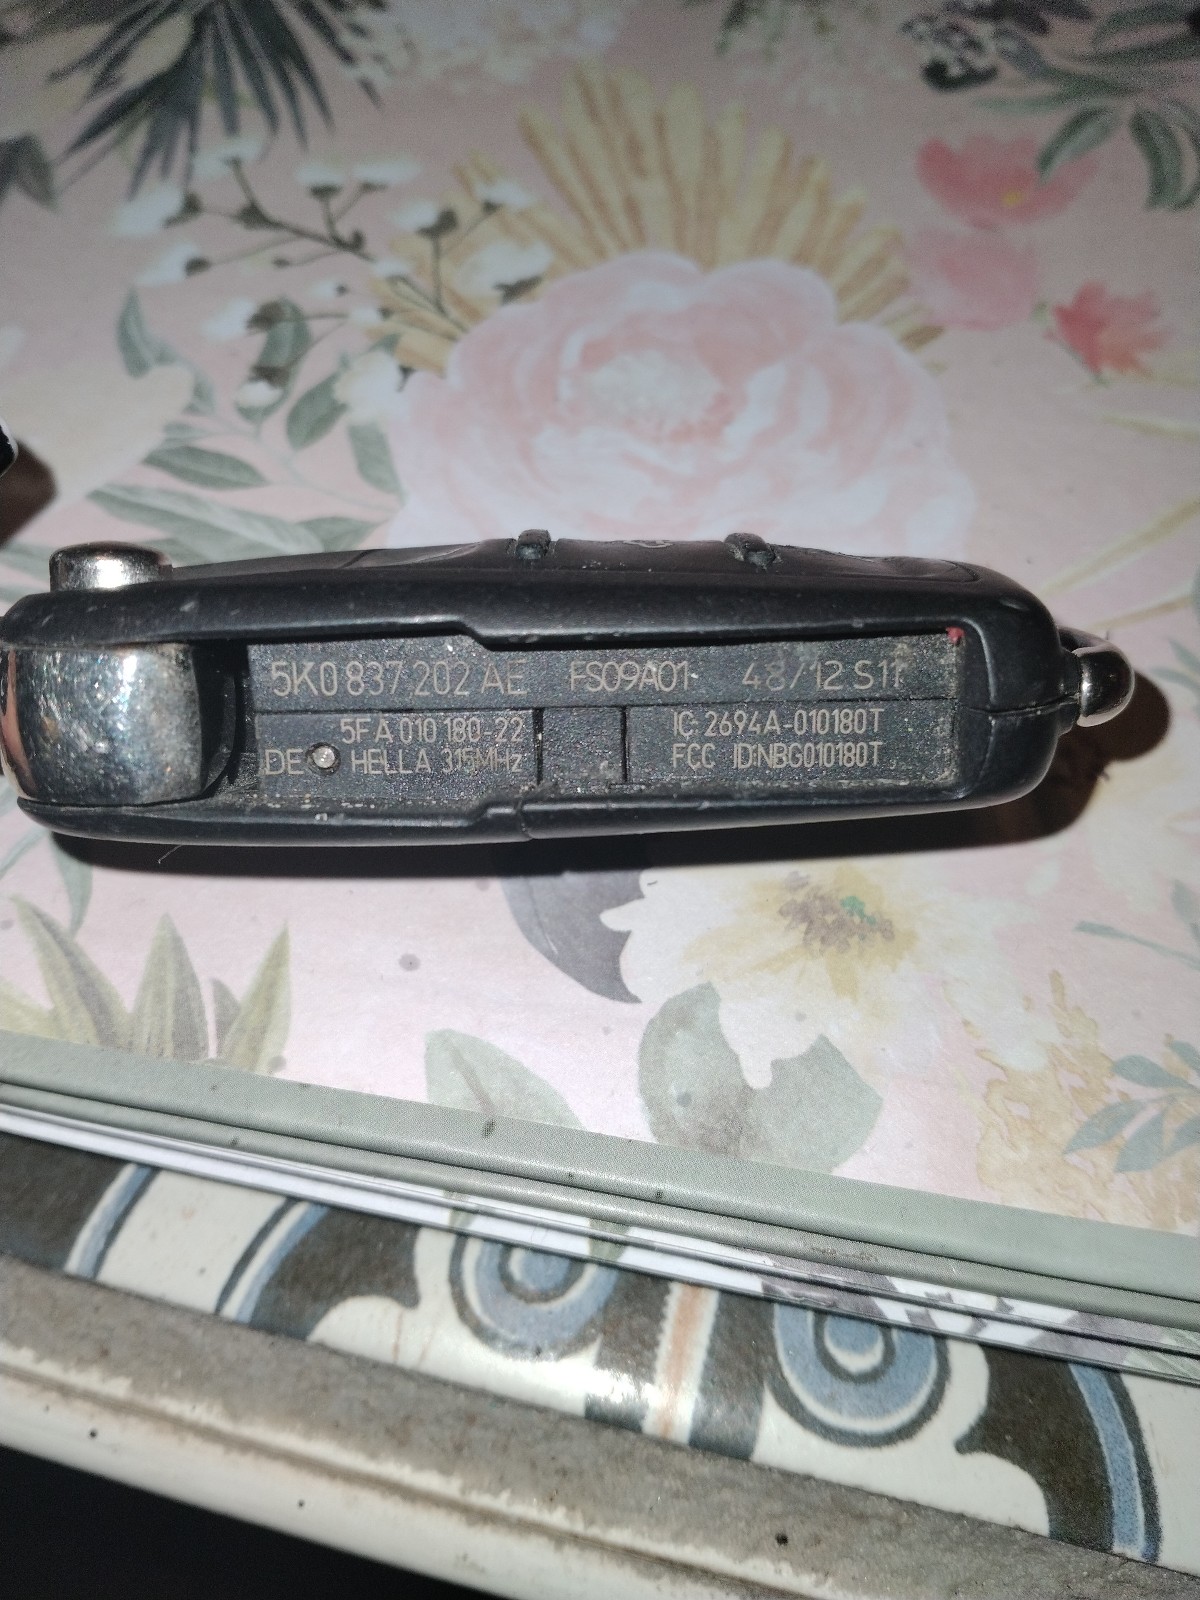 5K0 837 202 AE FS09A01 48/12 S11
5FA 010 180-22
DE HELLA 315MHz
IC 2694A-010180T
FCC ID:NBG010180T